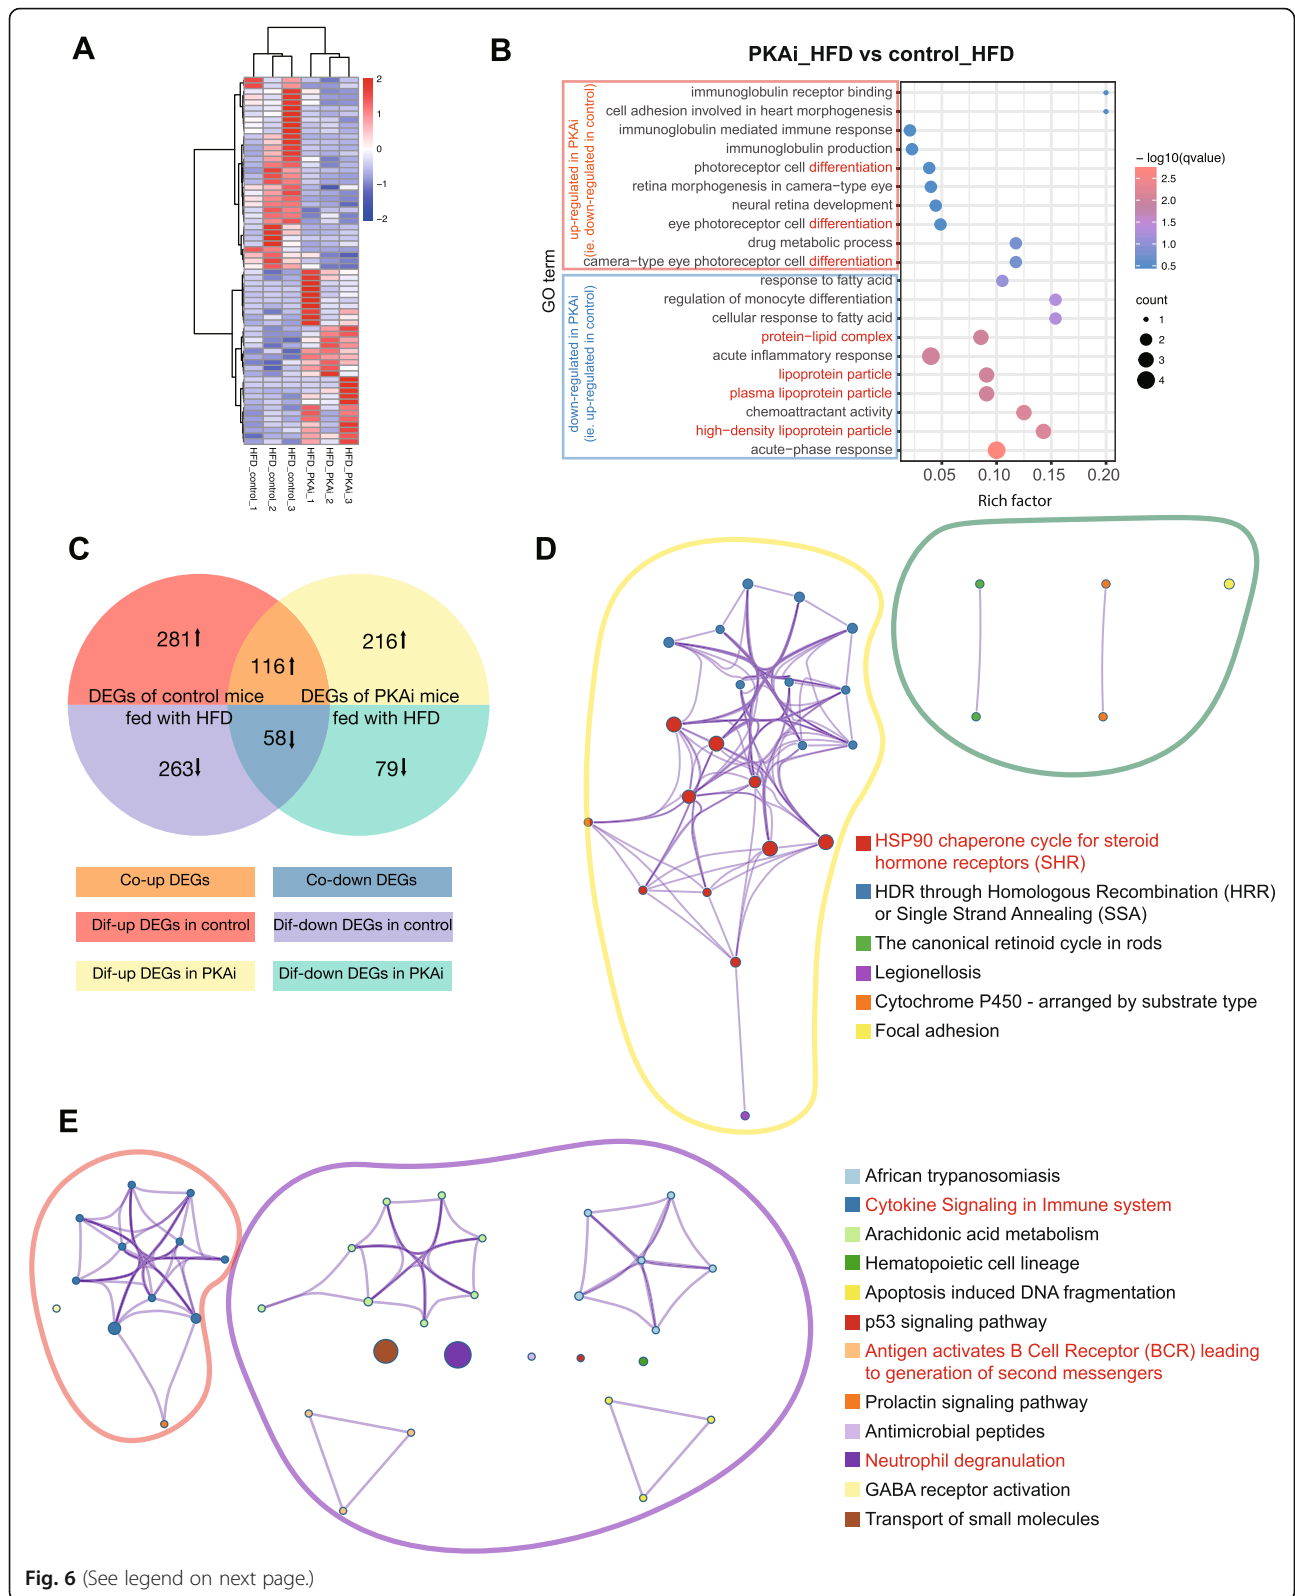 A
2
1
0
−1
−2
HFD_control_1
HFD_control_2
HFD_control_3
HFD_PKAi_1
HFD_PKAi_2
HFD_PKAi_3
B
PKAi_HFD vs control_HFD
GO term
up-regulated in PKAi
(ie. down-regulated in control)
down-regulated in PKAi
(ie. up-regulated in control)
immunoglobulin receptor binding
cell adhesion involved in heart morphogenesis
immunoglobulin mediated immune response
immunoglobulin production
photoreceptor cell differentiation
retina morphogenesis in camera−type eye
neural retina development
eye photoreceptor cell differentiation
drug metabolic process
camera−type eye photoreceptor cell differentiation
response to fatty acid
regulation of monocyte differentiation
cellular response to fatty acid
protein−lipid complex
acute inflammatory response
lipoprotein particle
plasma lipoprotein particle
chemoattractant activity
high−density lipoprotein particle
acute−phase response
0.05 0.10 0.15 0.20
Rich factor
− log10(qvalue)
2.5
2.0
1.5
1.0
0.5
count
1
2
3
4
C
281↑
116↑
216↑
DEGs of control mice
fed with HFD
DEGs of PKAi mice
fed with HFD
263↓
58↓
79↓
Co-up DEGs
Co-down DEGs
Dif-up DEGs in control
Dif-down DEGs in control
Dif-up DEGs in PKAi
Dif-down DEGs in PKAi
D
HSP90 chaperone cycle for steroid
hormone receptors (SHR)
HDR through Homologous Recombination (HRR)
or Single Strand Annealing (SSA)
The canonical retinoid cycle in rods
Legionellosis
Cytochrome P450 - arranged by substrate type
Focal adhesion
E
African trypanosomiasis
Cytokine Signaling in Immune system
Arachidonic acid metabolism
Hematopoietic cell lineage
Apoptosis induced DNA fragmentation
p53 signaling pathway
Antigen activates B Cell Receptor (BCR) leading
to generation of second messengers
Prolactin signaling pathway
Antimicrobial peptides
Neutrophil degranulation
GABA receptor activation
Transport of small molecules
Fig. 6 (See legend on next page.)